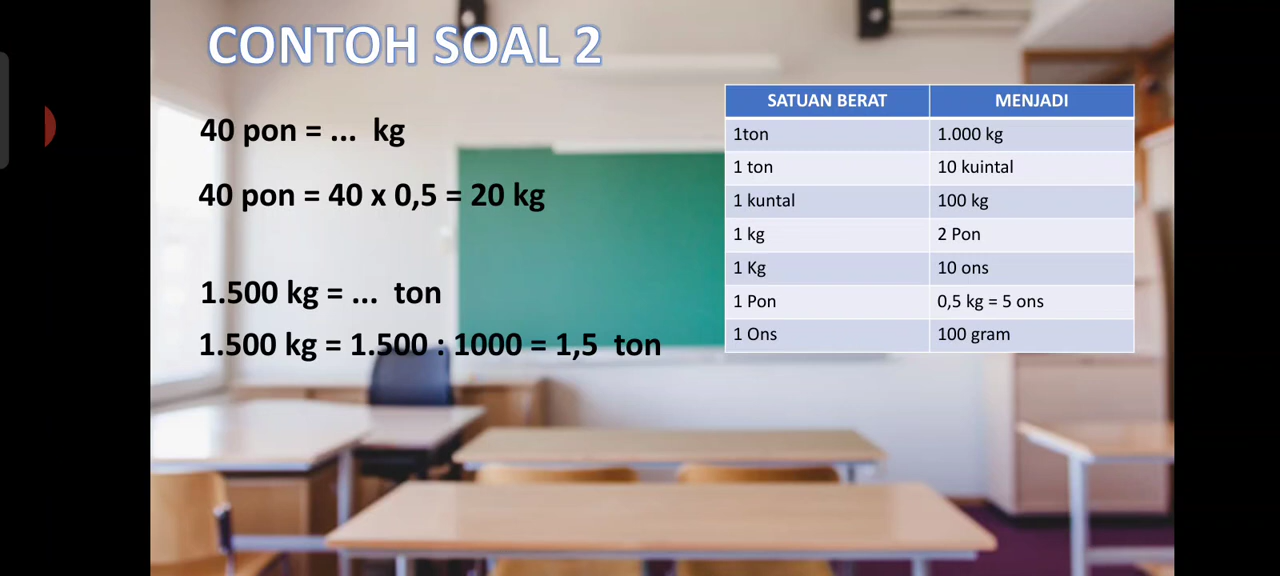 CONTOH SOAL 2
40 pon = ... kg
40 pon = 40 x 0,5 = 20 kg
1.500 kg = ... ton
1.500 kg = 1.500 : 1000 = 1,5 ton
SATUAN BERAT MENJADI
1ton 1.000 kg
1 ton 10 kuintal
1 kuntal 100 kg
1 kg 2 Pon
1 Kg 10 ons
1 Pon 0,5 kg = 5 ons
1 Ons 100 gram